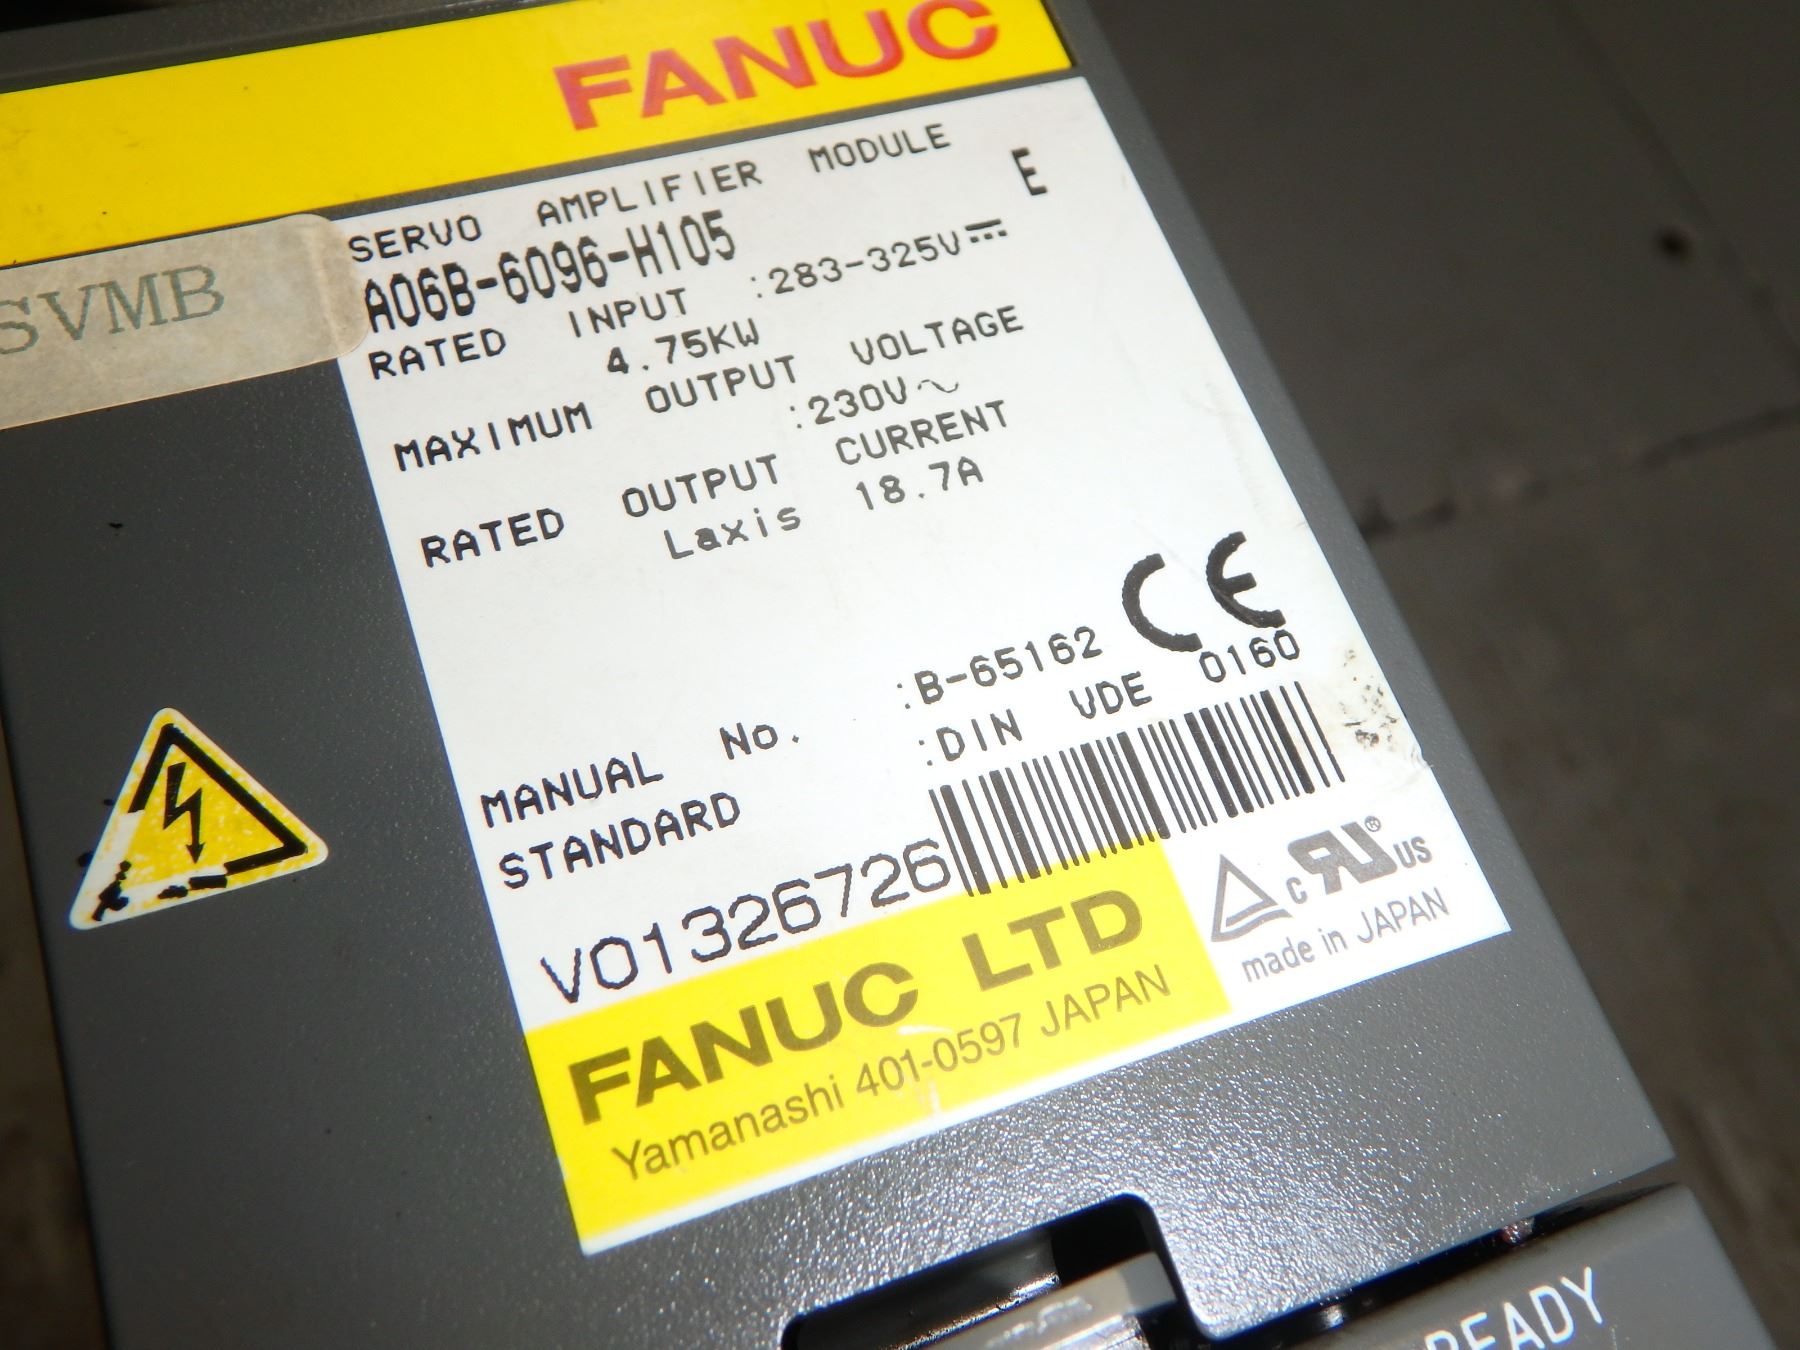 FANUC
SVMB
SERVO AMPLIFIER MODULE
A06B-6096-H105 E
RATED INPUT :283-325V⎓
4.75KW
MAXIMUM OUTPUT VOLTAGE
:230V~
RATED OUTPUT CURRENT
Laxis 18.7A
CE
MANUAL No. :B-65162
STANDARD :DIN VDE 0160
V01326726
c RU® US
made in JAPAN
FANUC LTD
Yamanashi 401-0597 JAPAN
READY